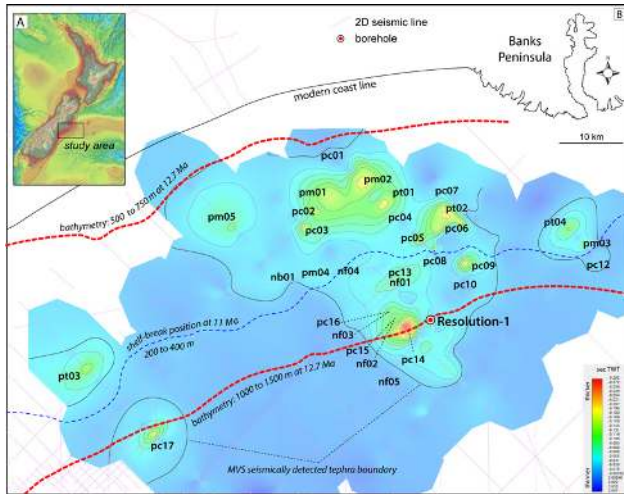 A
B
2D seismic line
borehole
Banks
Peninsula
modern coast line
study area
10 km
pc01
bathymetry: 500 to 750 m at 12.7 Ma
pm02
pm01
pt01
pc07
pc02
pt02
pm05
pc04
pc06
pt04
pc03
pc05
pm03
pc08
pc12
nb01
pm04
nf04
pc13
pc09
nf01
pc10
shelf-break position at 11 Ma
200 to 400 m
pc16
Resolution-1
nf03
pc15
pc14
nf02
pt03
nf05
bathymetry: 1000 to 1500 m at 12.7 Ma
pc17
MVS seismically detected tephra boundary
sec TWT